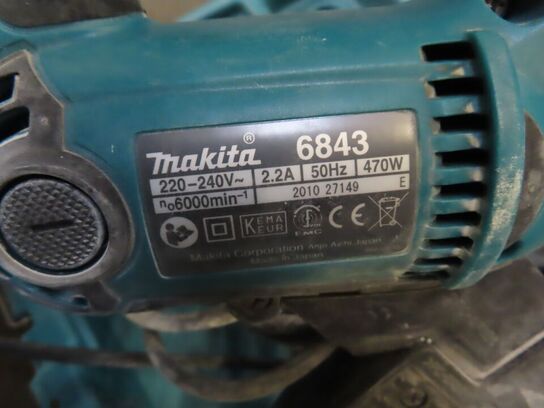 makita® 6843
220-240V~ 2.2A 50Hz 470W
n₀6000min⁻¹ 2010 27149 E
KEMA KEUR EMC CE
Makita Corporation Anjo Aichi Japan
Made in Japan